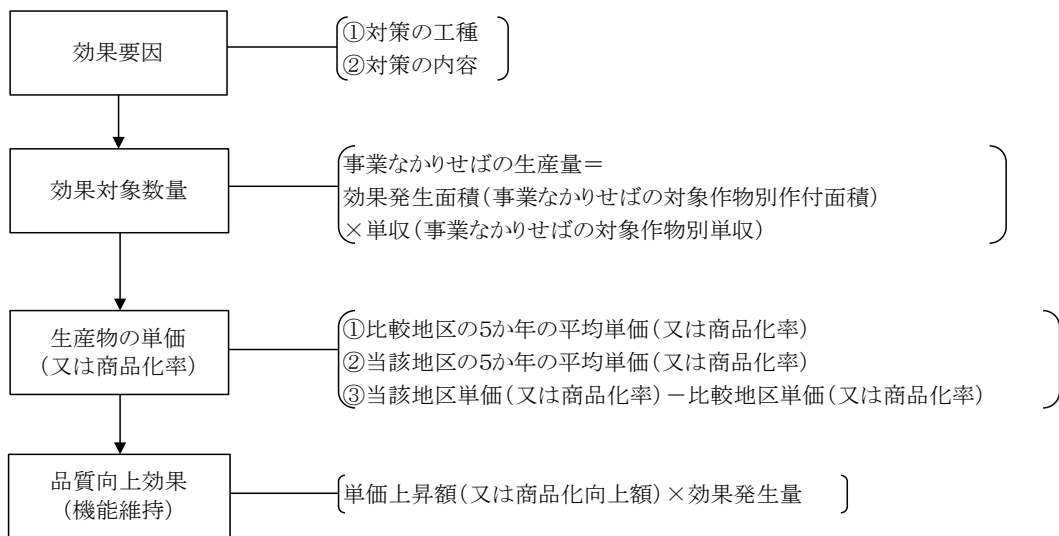 効果要因
①対策の工種
②対策の内容
効果対象数量
事業なかりせばの生産量＝
効果発生面積（事業なかりせばの対象作物別作付面積）
×単収（事業なかりせばの対象作物別単収）
生産物の単価
（又は商品化率）
①比較地区の5か年の平均単価（又は商品化率）
②当該地区の5か年の平均単価（又は商品化率）
③当該地区単価（又は商品化率）－比較地区単価（又は商品化率）
品質向上効果
（機能維持）
単価上昇額（又は商品化向上額）×効果発生量